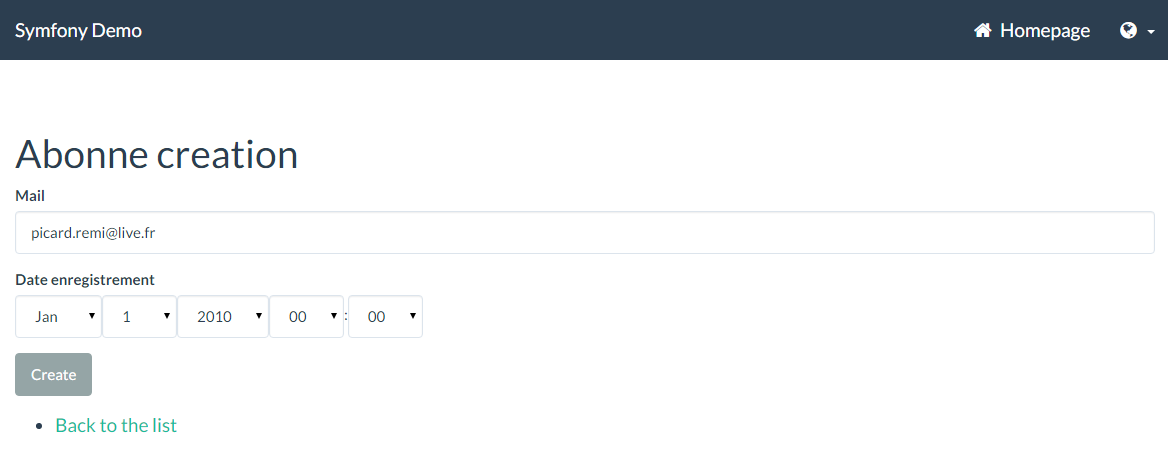 Symfony Demo Homepage
Abonne creation
Mail
picard.remi@live.fr
Date enregistrement
Jan 1 2010 00 : 00
Create
Back to the list